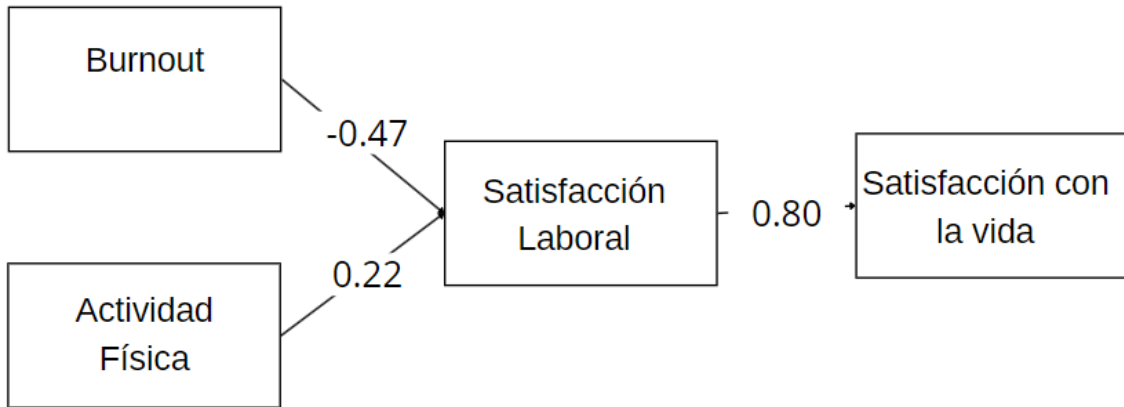 Burnout
-0.47
Satisfacción
Laboral
0.80
Satisfacción con
la vida
0.22
Actividad
Física